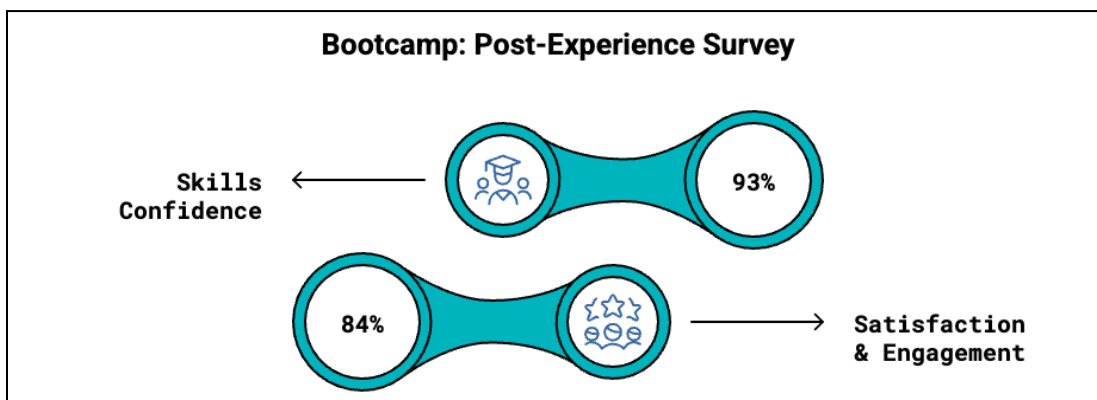 Bootcamp: Post-Experience Survey
Skills
Confidence
93%
84%
Satisfaction
& Engagement